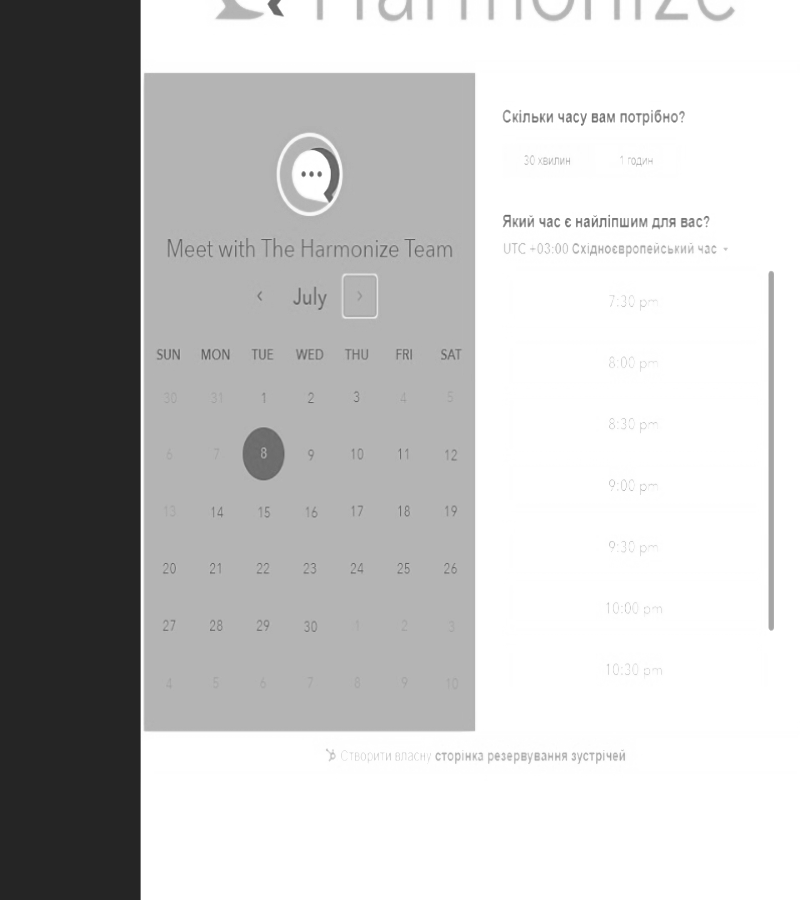 Harmonize
Meet with The Harmonize Team
July
SUN MON TUE WED THU FRI SAT
30 31 1 2 3 4 5
6 7 8 9 10 11 12
13 14 15 16 17 18 19
20 21 22 23 24 25 26
27 28 29 30 1 2 3
4 5 6 7 8 9 10
Скільки часу вам потрібно?
30 хвилин 1 годин
Який час є найліпшим для вас?
UTC +03:00 Східноєвропейський час
7:30 pm
8:00 pm
8:30 pm
9:00 pm
9:30 pm
10:00 pm
10:30 pm
Створити власну сторінка резервування зустрічей